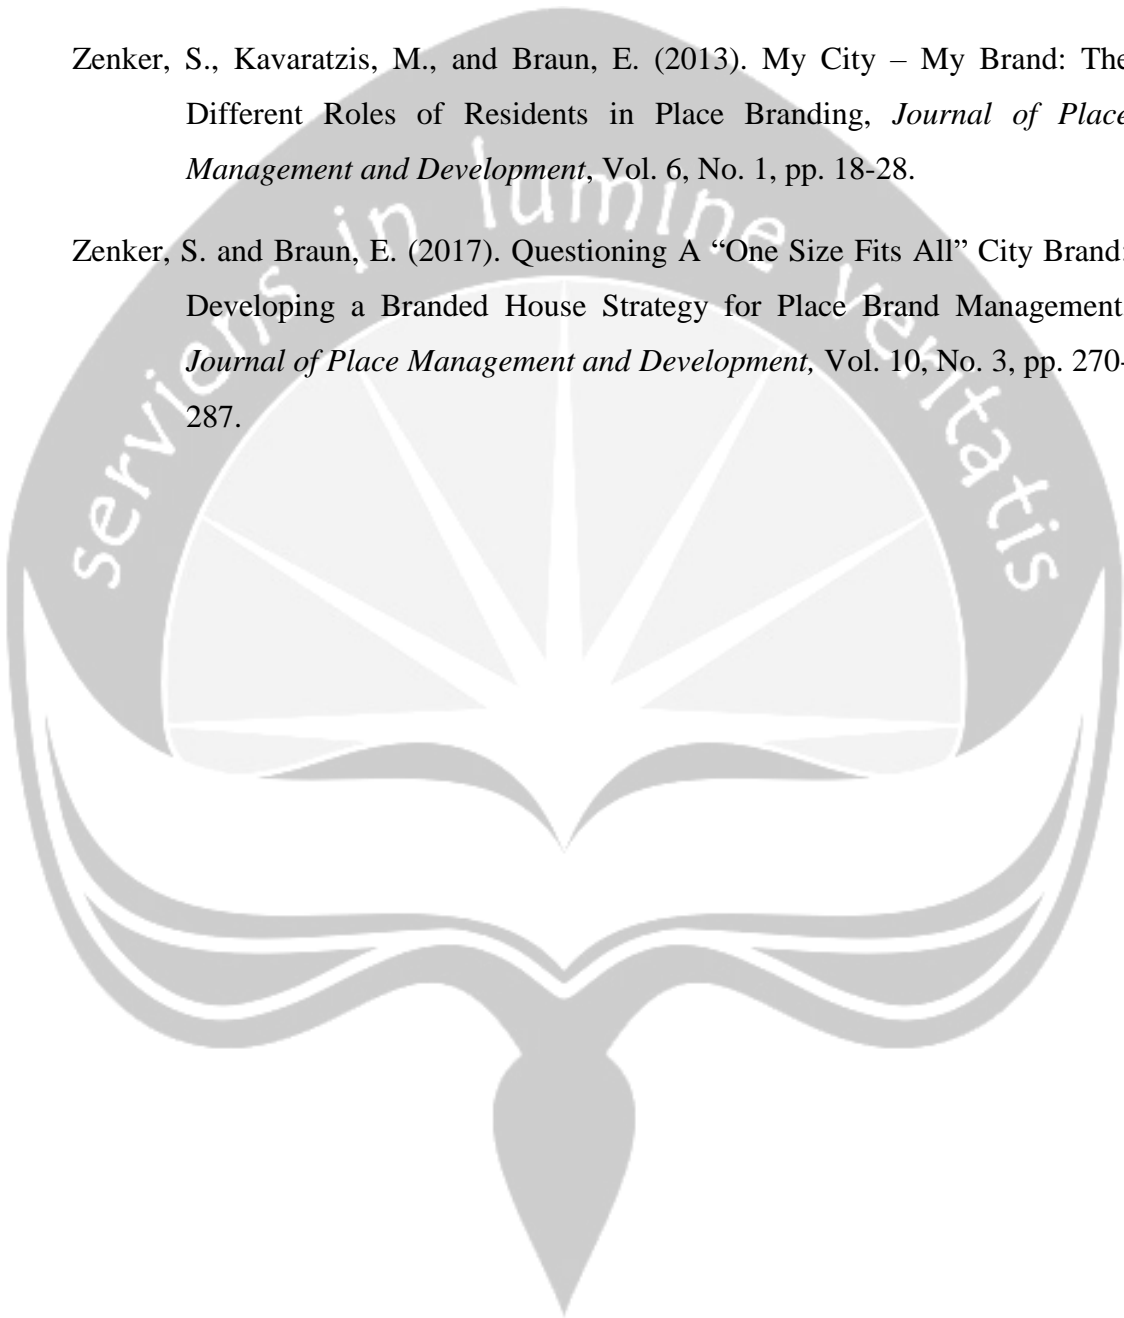 Zenker, S., Kavaratzis, M., and Braun, E. (2013). My City – My Brand: The
Different Roles of Residents in Place Branding, Journal of Place
Management and Development, Vol. 6, No. 1, pp. 18-28.
Zenker, S. and Braun, E. (2017). Questioning A “One Size Fits All” City Brand:
Developing a Branded House Strategy for Place Brand Management.
Journal of Place Management and Development, Vol. 10, No. 3, pp. 270-
287.
serviens in lumine veritatis